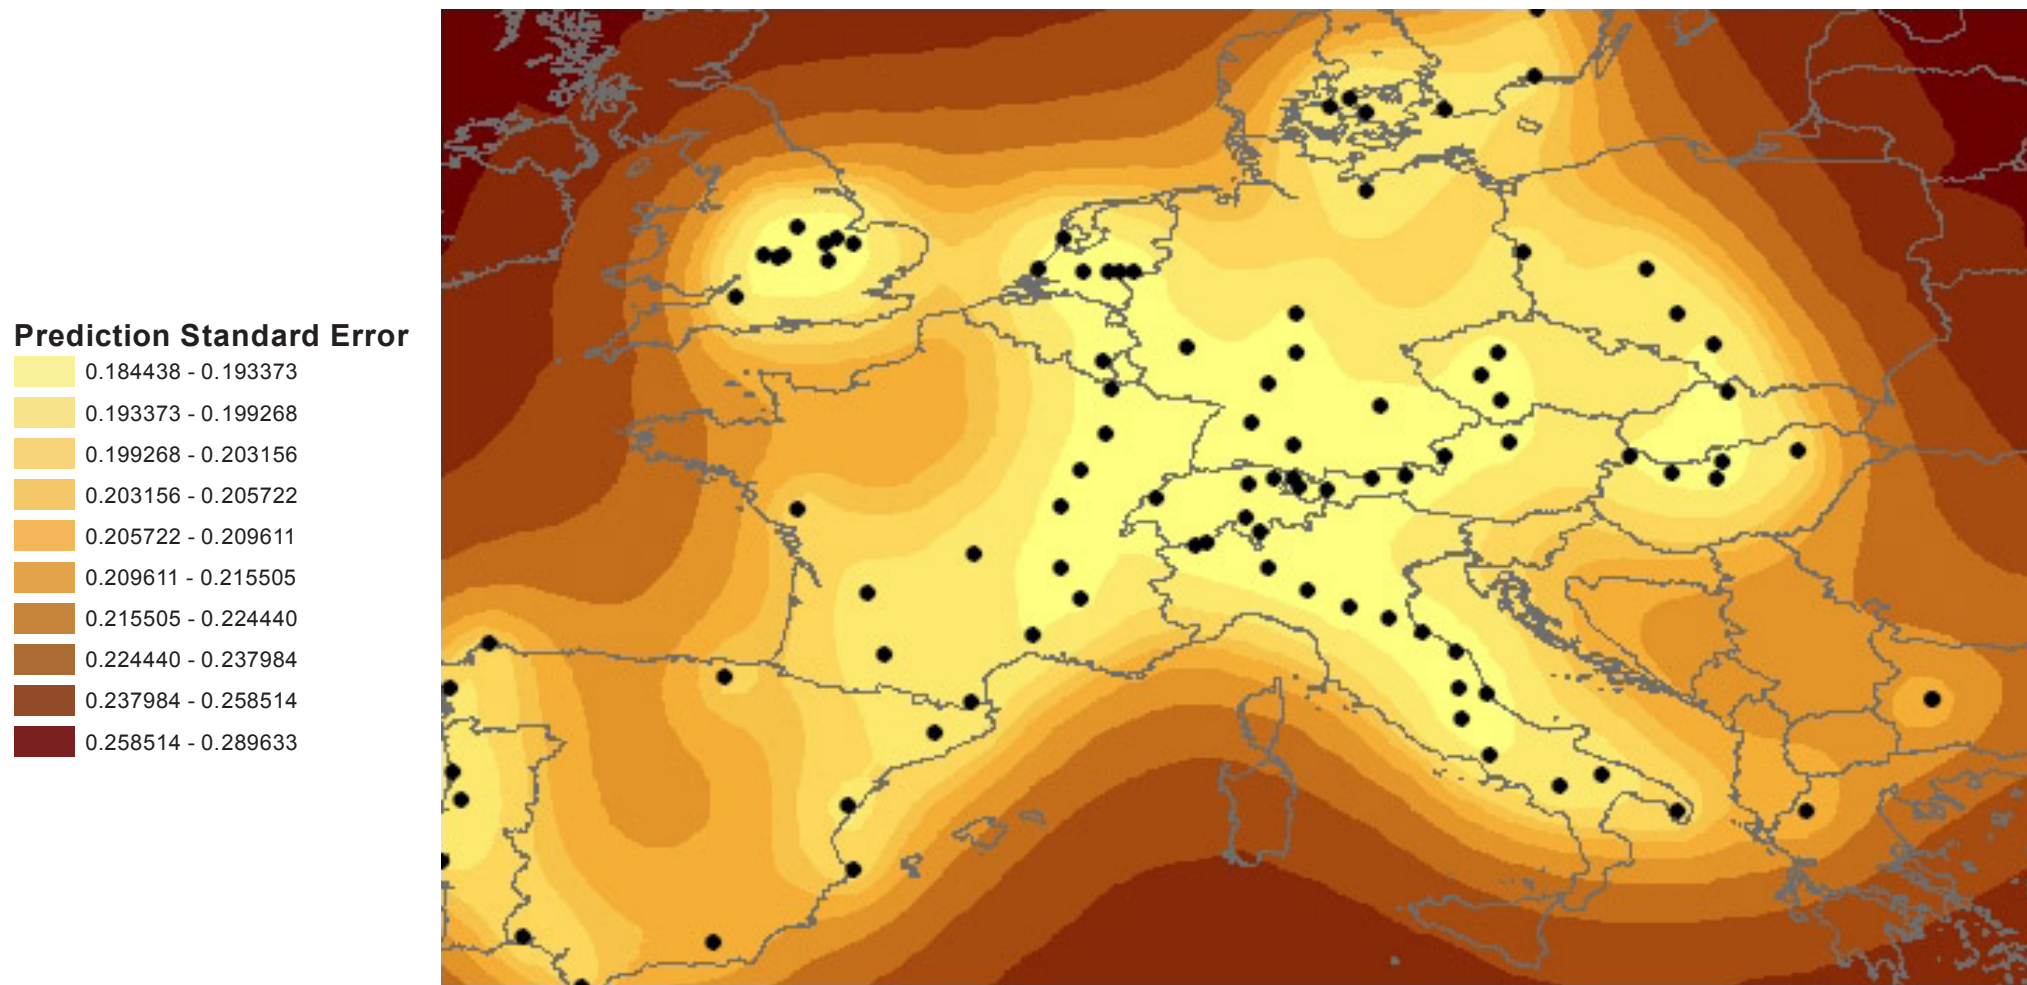 Prediction Standard Error
0.184438 - 0.193373
0.193373 - 0.199268
0.199268 - 0.203156
0.203156 - 0.205722
0.205722 - 0.209611
0.209611 - 0.215505
0.215505 - 0.224440
0.224440 - 0.237984
0.237984 - 0.258514
0.258514 - 0.289633